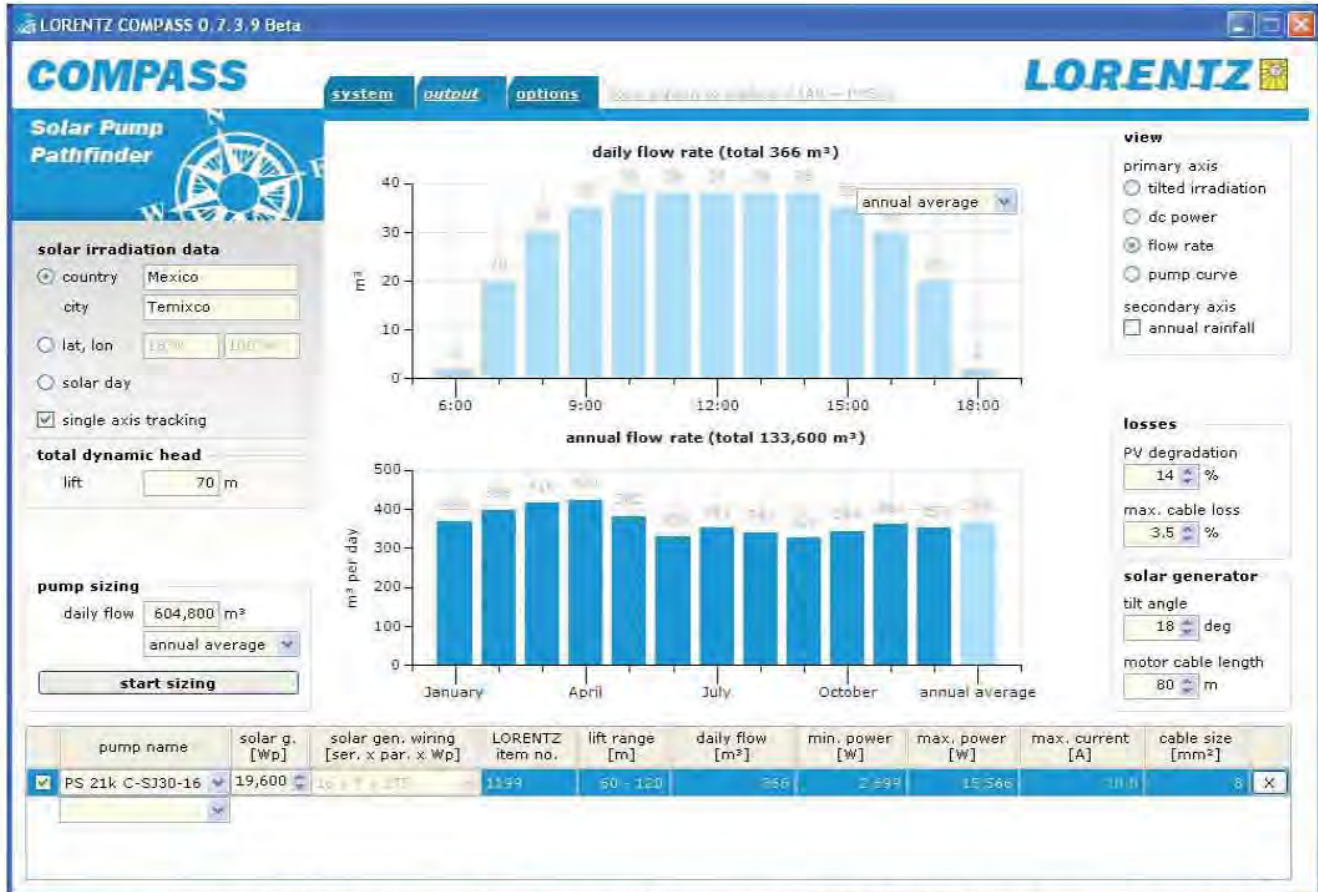 LORENTZ COMPASS 0.7.3.9 Beta
COMPASS
system output options
LORENTZ
Solar Pump
Pathfinder
solar irradiation data
country Mexico
city Temixco
lat, lon
solar day
single axis tracking
total dynamic head
lift 70 m
pump sizing
daily flow 604,800 m³
annual average
start sizing
daily flow rate (total 366 m³)
annual average
m³
40
30
20
10
0
6:00 9:00 12:00 15:00 18:00
annual flow rate (total 133,600 m³)
m³ per day
500
400
300
200
100
0
January April July October annual average
view
primary axis
tilted irradiation
dc power
flow rate
pump curve
secondary axis
annual rainfall
losses
PV degradation
14 %
max. cable loss
3.5 %
solar generator
tilt angle
18 deg
motor cable length
80 m
pump name solar g. [Wp] solar gen. wiring [ser. x par. x Wp] LORENTZ item no. lift range [m] daily flow [m³] min. power [W] max. power [W] max. current [A] cable size [mm²]
PS 21k C-SJ30-16 19,600 1199 60 - 120 366 2,699 15,566 8 X